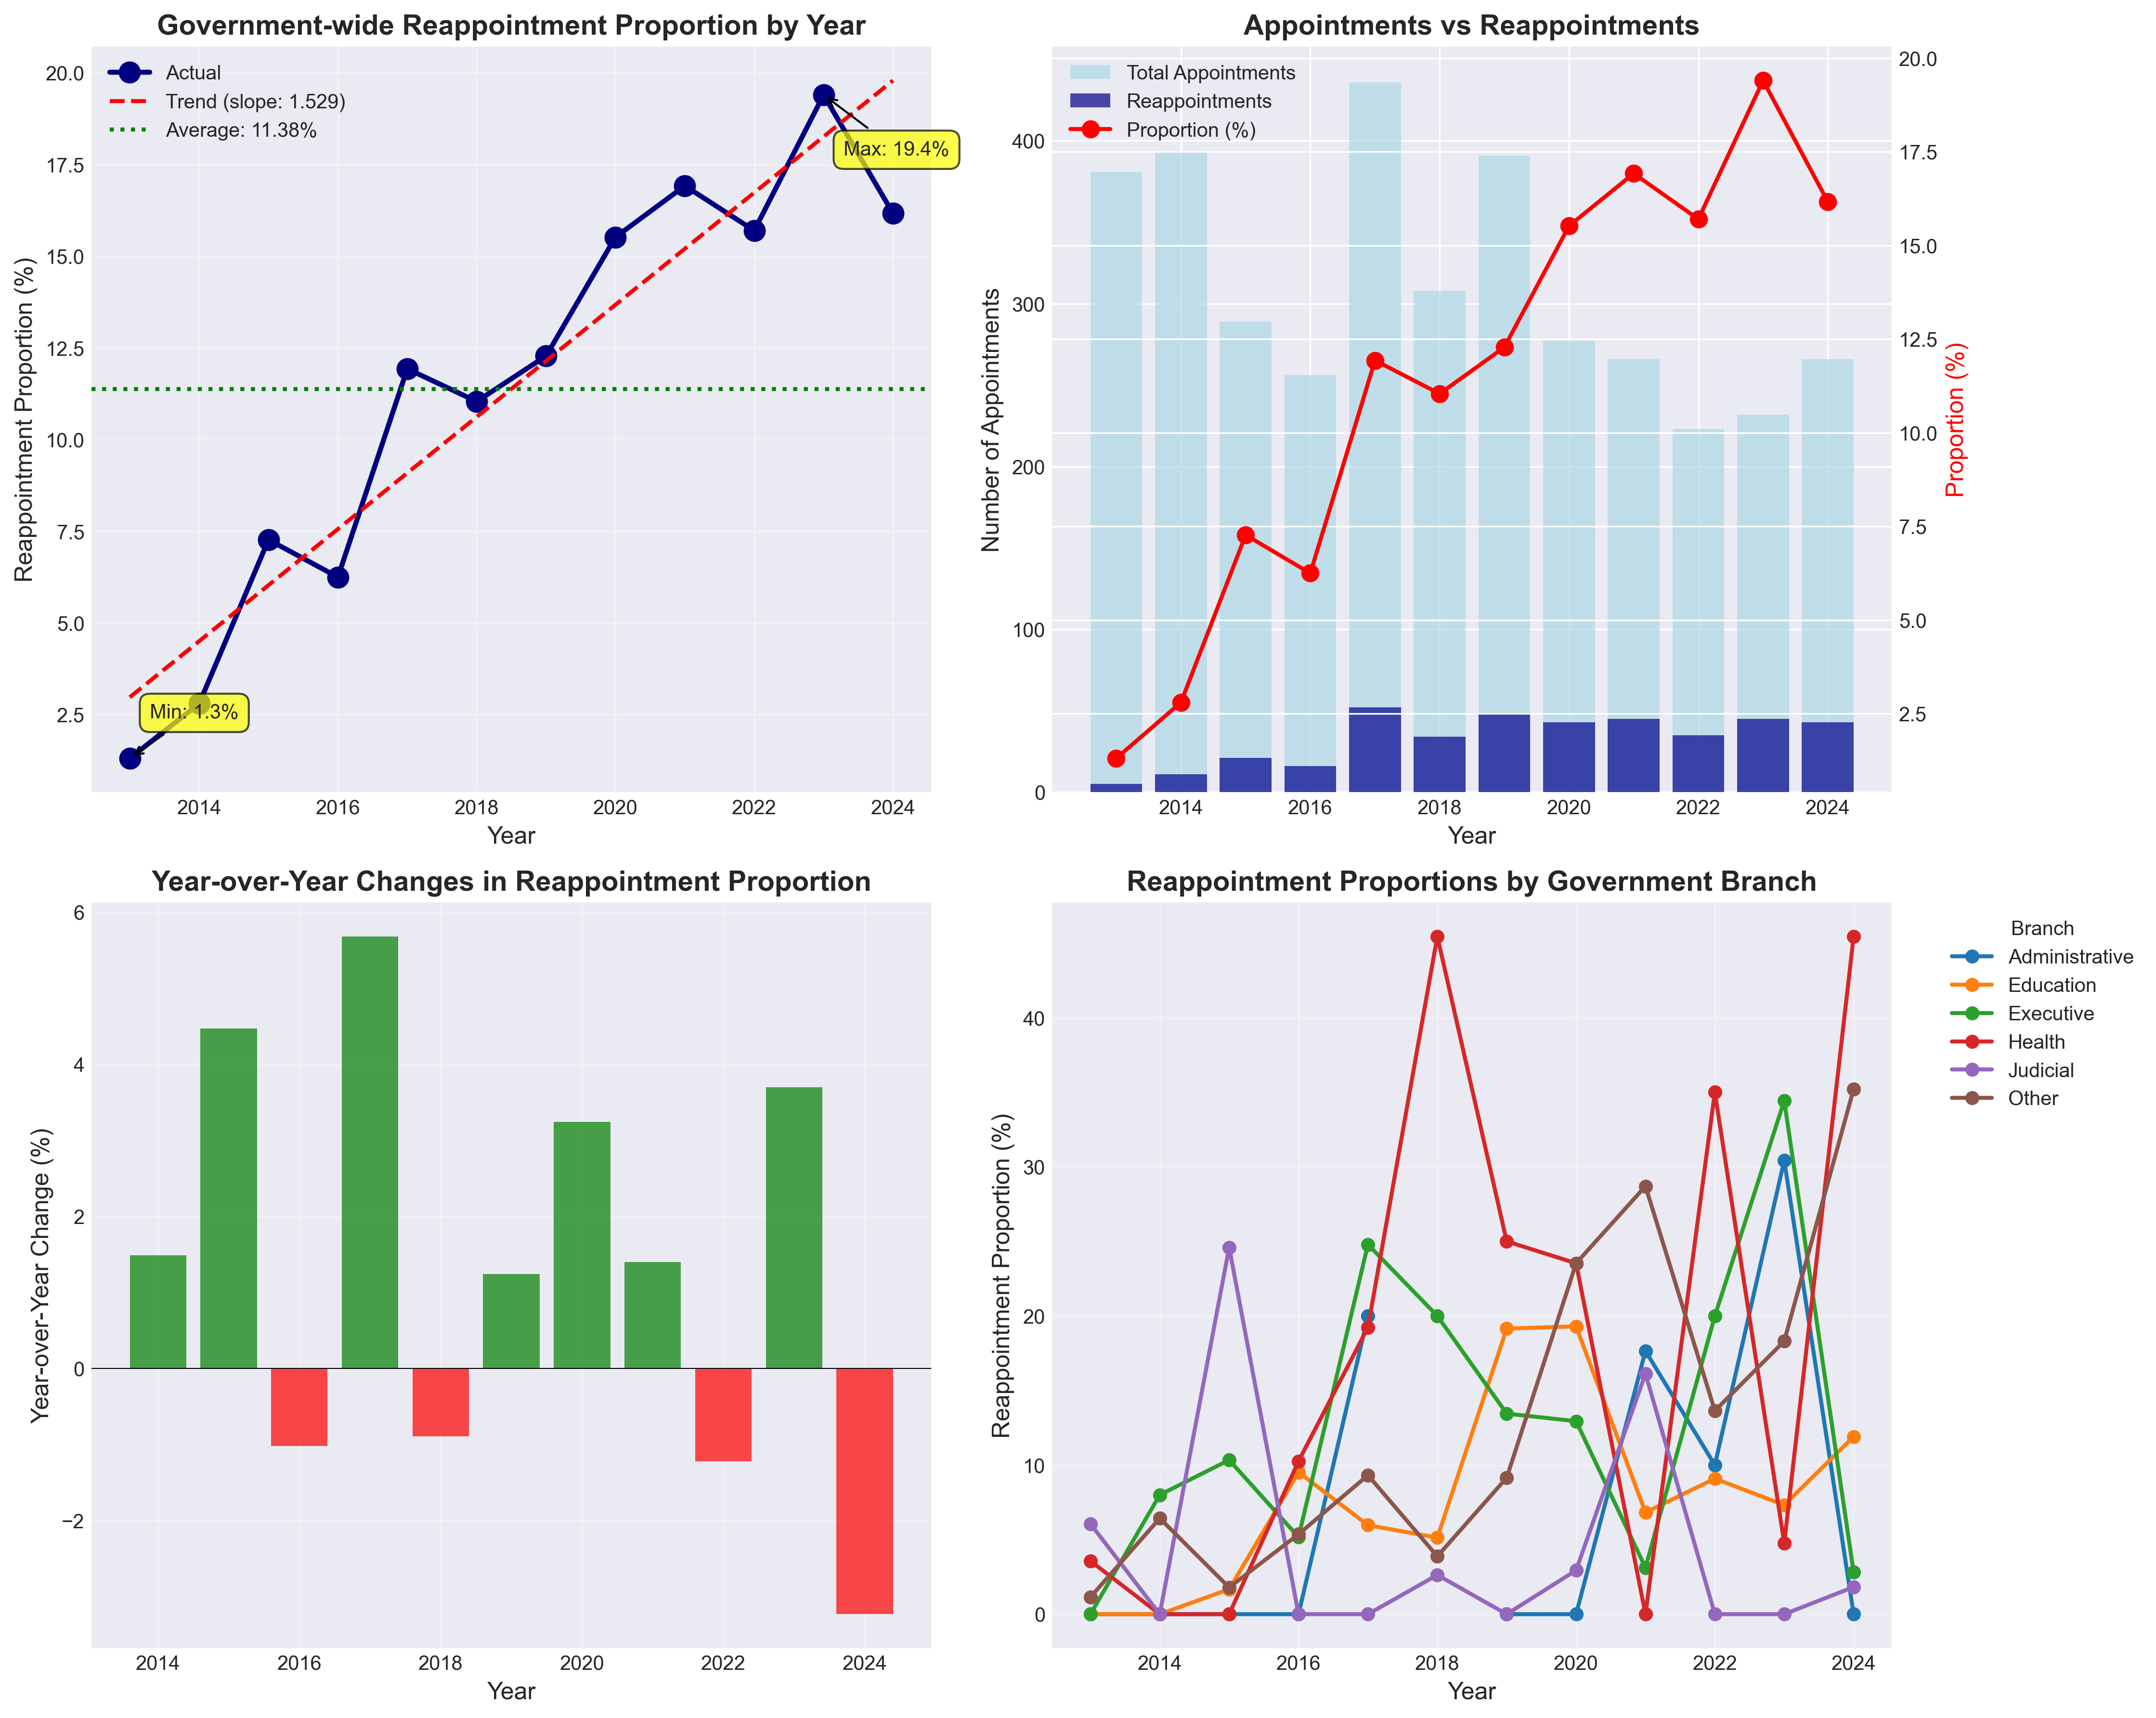 Government-wide Reappointment Proportion by Year
Actual
Trend (slope: 1.529)
Average: 11.38%
Max: 19.4%
Min: 1.3%
Reappointment Proportion (%)
20.0
17.5
15.0
12.5
10.0
7.5
5.0
2.5
2014 2016 2018 2020 2022 2024
Year
Appointments vs Reappointments
Total Appointments
Reappointments
Proportion (%)
Number of Appointments
400
300
200
100
0
20.0
17.5
15.0
12.5
10.0
7.5
5.0
2.5
Proportion (%)
2014 2016 2018 2020 2022 2024
Year
Year-over-Year Changes in Reappointment Proportion
Year-over-Year Change (%)
6
4
2
0
−2
2014 2016 2018 2020 2022 2024
Year
Reappointment Proportions by Government Branch
Reappointment Proportion (%)
40
30
20
10
0
2014 2016 2018 2020 2022 2024
Year
Branch
Administrative
Education
Executive
Health
Judicial
Other